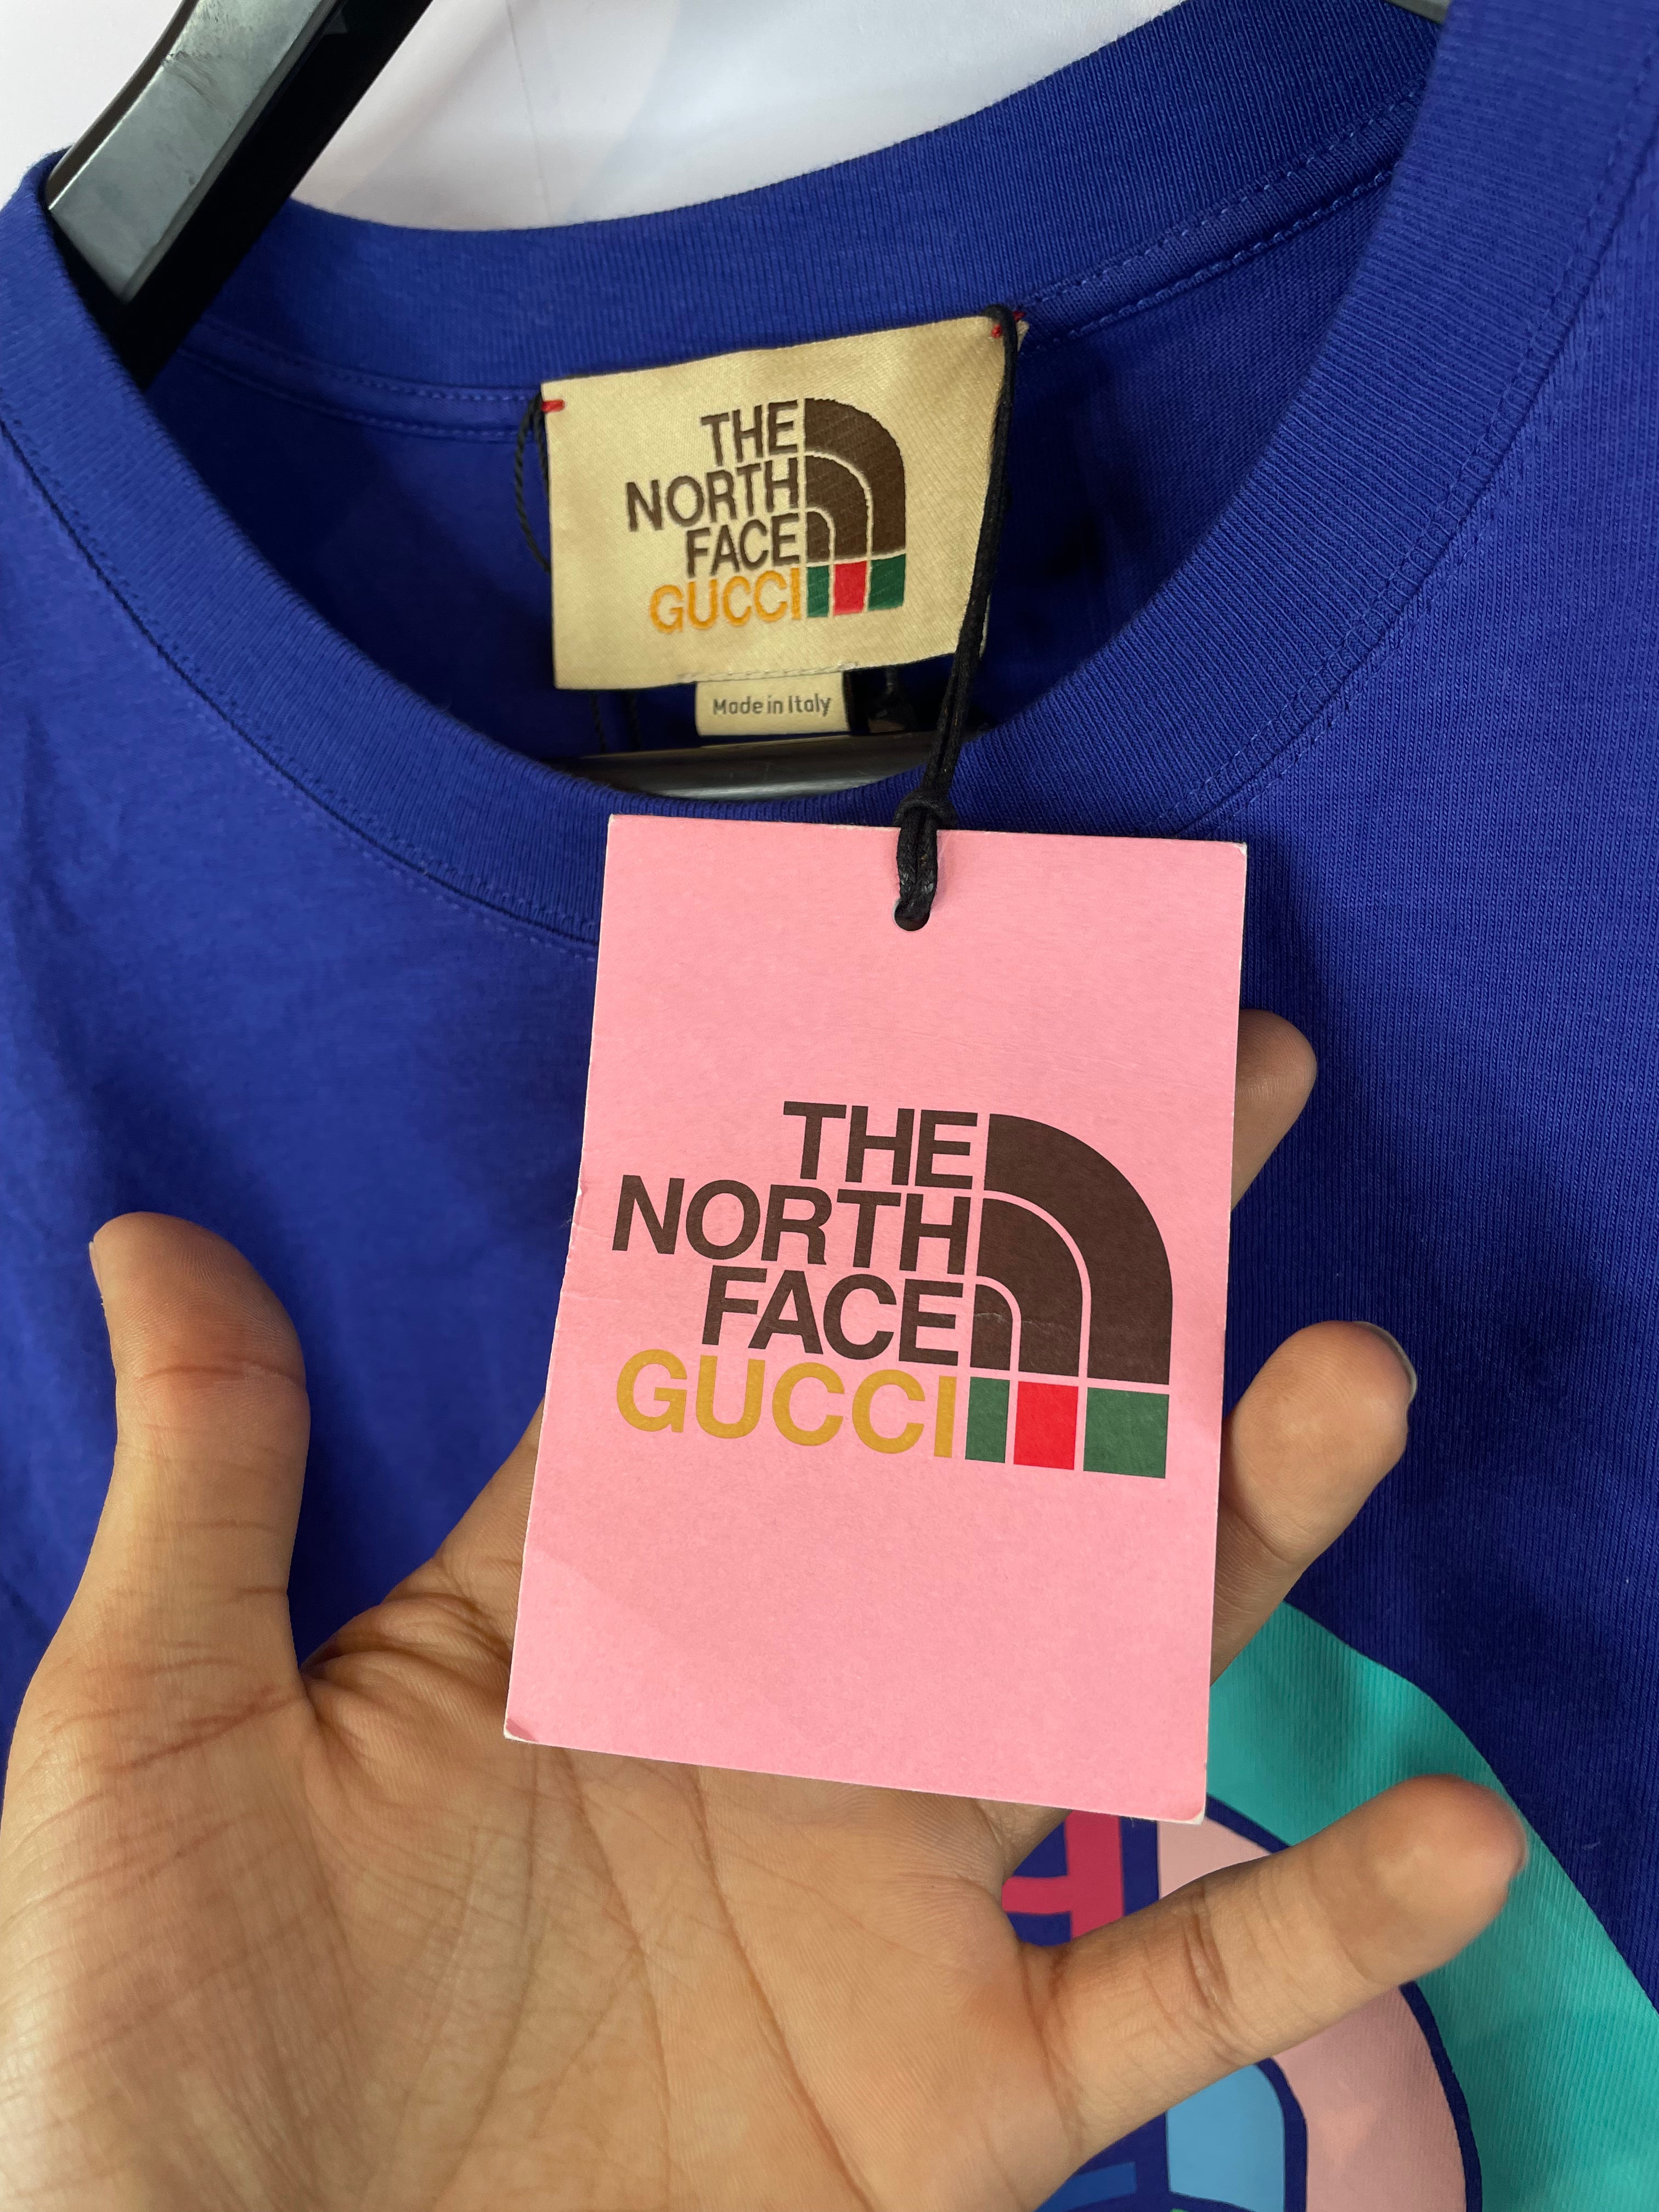 THE
NORTH
FACE
GUCCI
Made in Italy
THE
NORTH
FACE
GUCCI